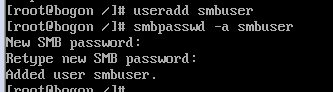 [root@bogon /]# useradd smbuser
[root@bogon /]# smbpasswd -a smbuser
New SMB password:
Retype new SMB password:
Added user smbuser.
[root@bogon /]#